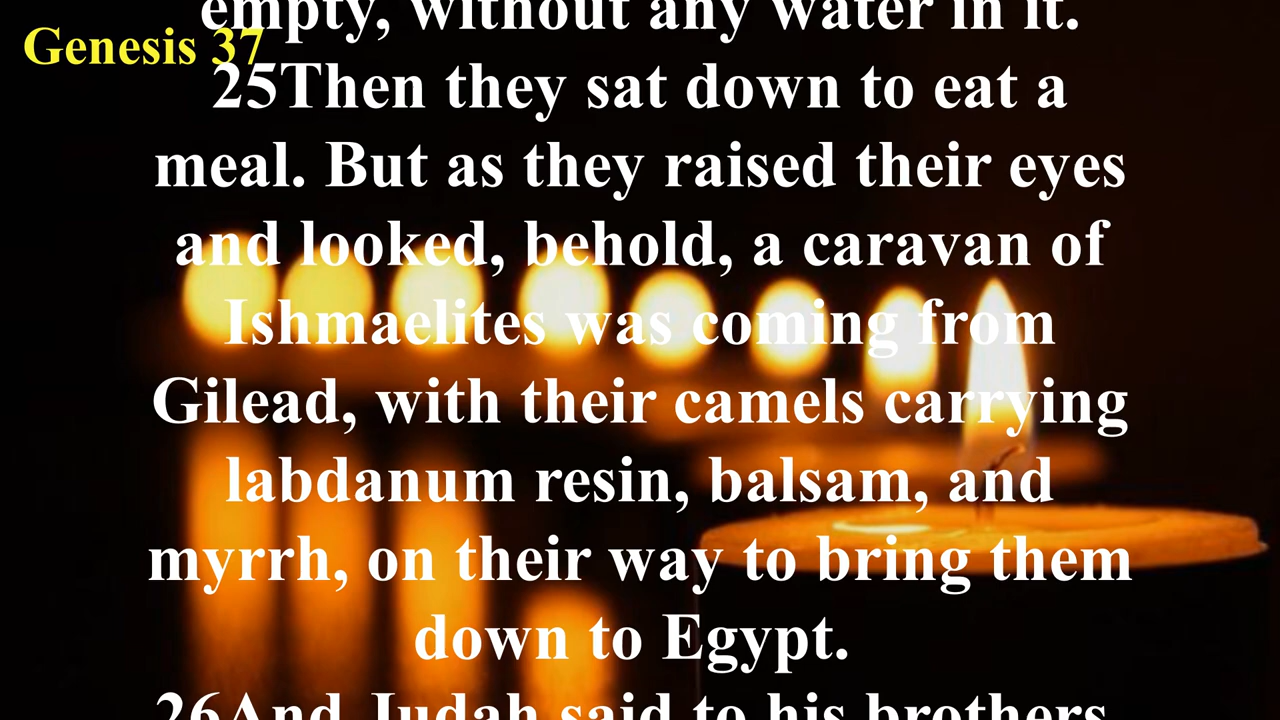 empty, without any water in it.
Genesis 37
25Then they sat down to eat a
meal. But as they raised their eyes
and looked, behold, a caravan of
Ishmaelites was coming from
Gilead, with their camels carrying
labdanum resin, balsam, and
myrrh, on their way to bring them
down to Egypt.
26And Judah said to his brothers,